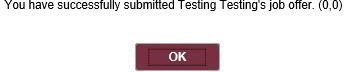 You have successfully submitted Testing Testing's job offer. (0,0)
OK